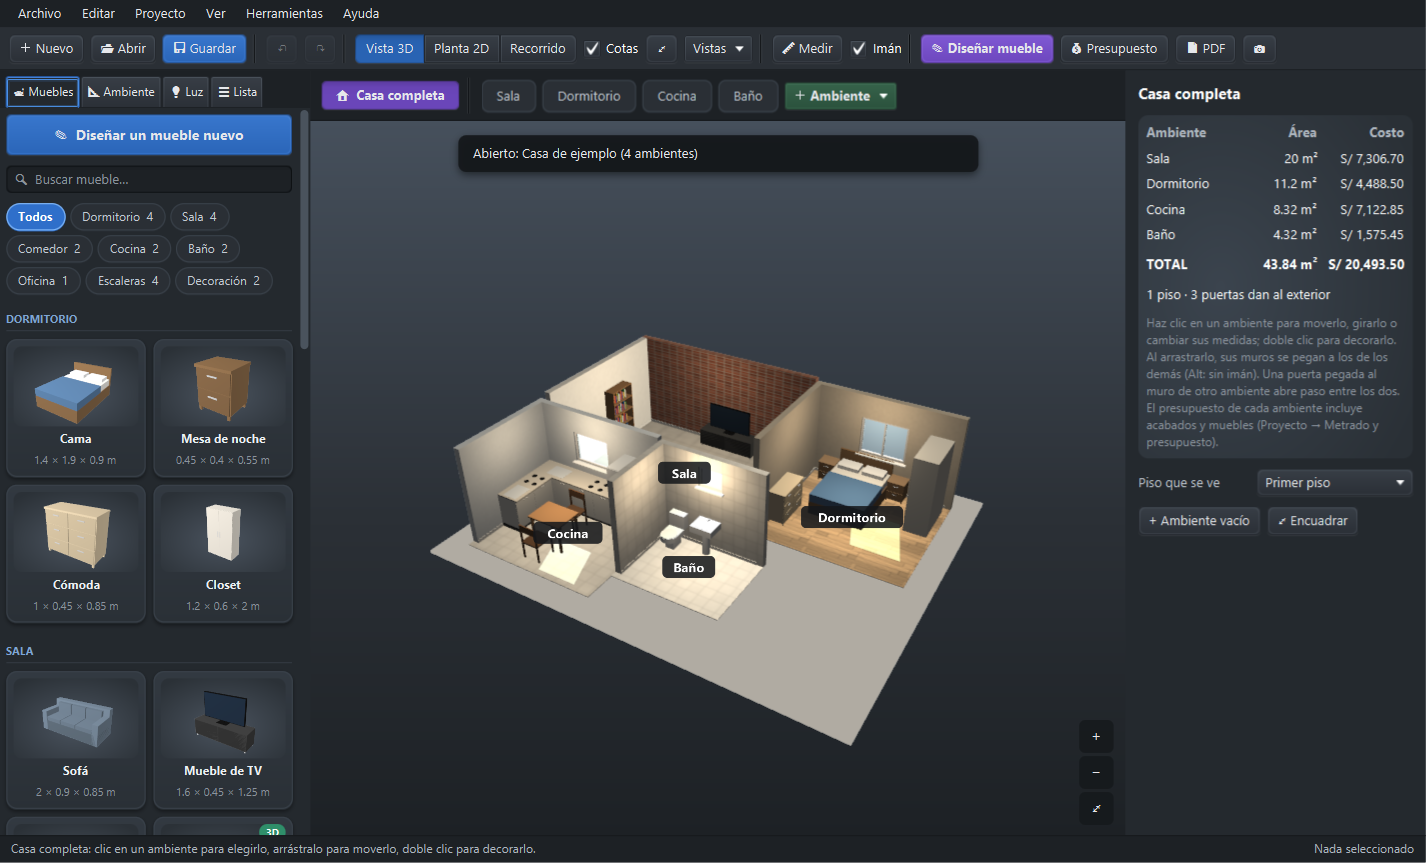 Archivo Editar Proyecto Ver Herramientas Ayuda
+ Nuevo Abrir Guardar Vista 3D Planta 2D Recorrido Cotas Vistas Medir Imán Diseñar mueble Presupuesto PDF
Muebles Ambiente Luz Lista
Casa completa Sala Dormitorio Cocina Baño + Ambiente
Diseñar un mueble nuevo
Buscar mueble...
Todos Dormitorio 4 Sala 4
Comedor 2 Cocina 2 Baño 2
Oficina 1 Escaleras 4 Decoración 2
DORMITORIO
Cama
1.4 × 1.9 × 0.9 m
Mesa de noche
0.45 × 0.4 × 0.55 m
Cómoda
1 × 0.45 × 0.85 m
Closet
1.2 × 0.6 × 2 m
SALA
Sofá
2 × 0.9 × 0.85 m
Mueble de TV
1.6 × 0.45 × 1.25 m
3D
Abierto: Casa de ejemplo (4 ambientes)
Sala
Dormitorio
Cocina
Baño
+
−
Casa completa
Ambiente Área Costo
Sala 20 m² S/ 7,306.70
Dormitorio 11.2 m² S/ 4,488.50
Cocina 8.32 m² S/ 7,122.85
Baño 4.32 m² S/ 1,575.45
TOTAL 43.84 m² S/ 20,493.50
1 piso · 3 puertas dan al exterior
Haz clic en un ambiente para moverlo, girarlo o
cambiar sus medidas; doble clic para decorarlo.
Al arrastrarlo, sus muros se pegan a los de los
demás (Alt: sin imán). Una puerta pegada al
muro de otro ambiente abre paso entre los dos.
El presupuesto de cada ambiente incluye
acabados y muebles (Proyecto → Metrado y
presupuesto).
Piso que se ve Primer piso
+ Ambiente vacío Encuadrar
Casa completa: clic en un ambiente para elegirlo, arrástralo para moverlo, doble clic para decorarlo.
Nada seleccionado